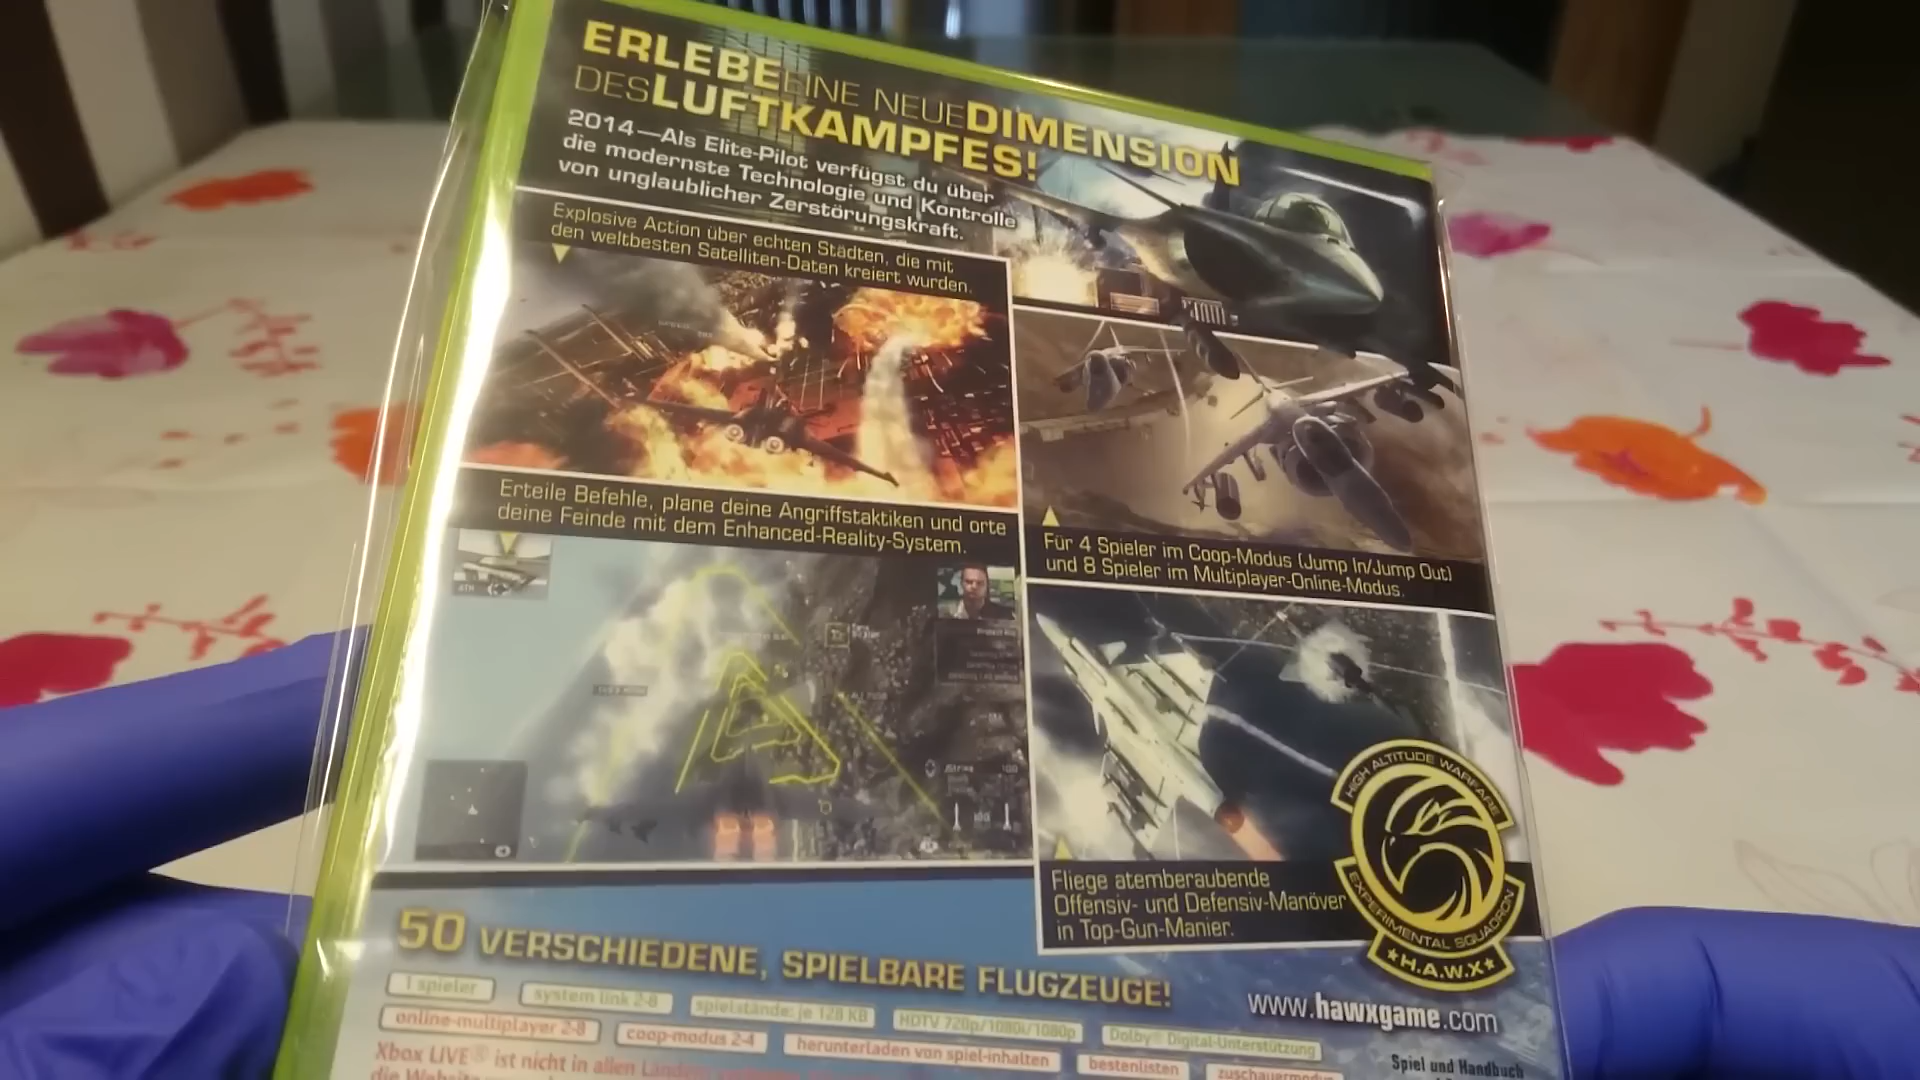 ERLEBE EINE NEUE DIMENSION
DES LUFTKAMPFES!
2014—Als Elite-Pilot verfügst du über
die modernste Technologie und Kontrolle
von unglaublicher Zerstörungskraft.
Explosive Action über echten Städten, die mit
den weltbesten Satelliten-Daten kreiert wurden.
Erteile Befehle, plane deine Angriffstaktiken und orte
deine Feinde mit dem Enhanced-Reality-System.
Für 4 Spieler im Coop-Modus (Jump In/Jump Out)
und 8 Spieler im Multiplayer-Online-Modus.
Fliege atemberaubende
Offensiv- und Defensiv-Manöver
in Top-Gun-Manier.
HIGH ALTITUDE WARFARE
EXPERIMENTAL SQUADRON
H.A.W.X
50 VERSCHIEDENE, SPIELBARE FLUGZEUGE!
www.hawxgame.com
1 spieler
system link 2-8
spielstände: je 128 KB
HDTV 720p/1080i/1080p
Dolby® Digital-Unterstützung
online-multiplayer 2-8
coop-modus 2-4
herunterladen von spiel-inhalten
bestenlisten
zuschauermodus
Xbox LIVE® ist nicht in allen Ländern
die Website
Spiel und Handbuch